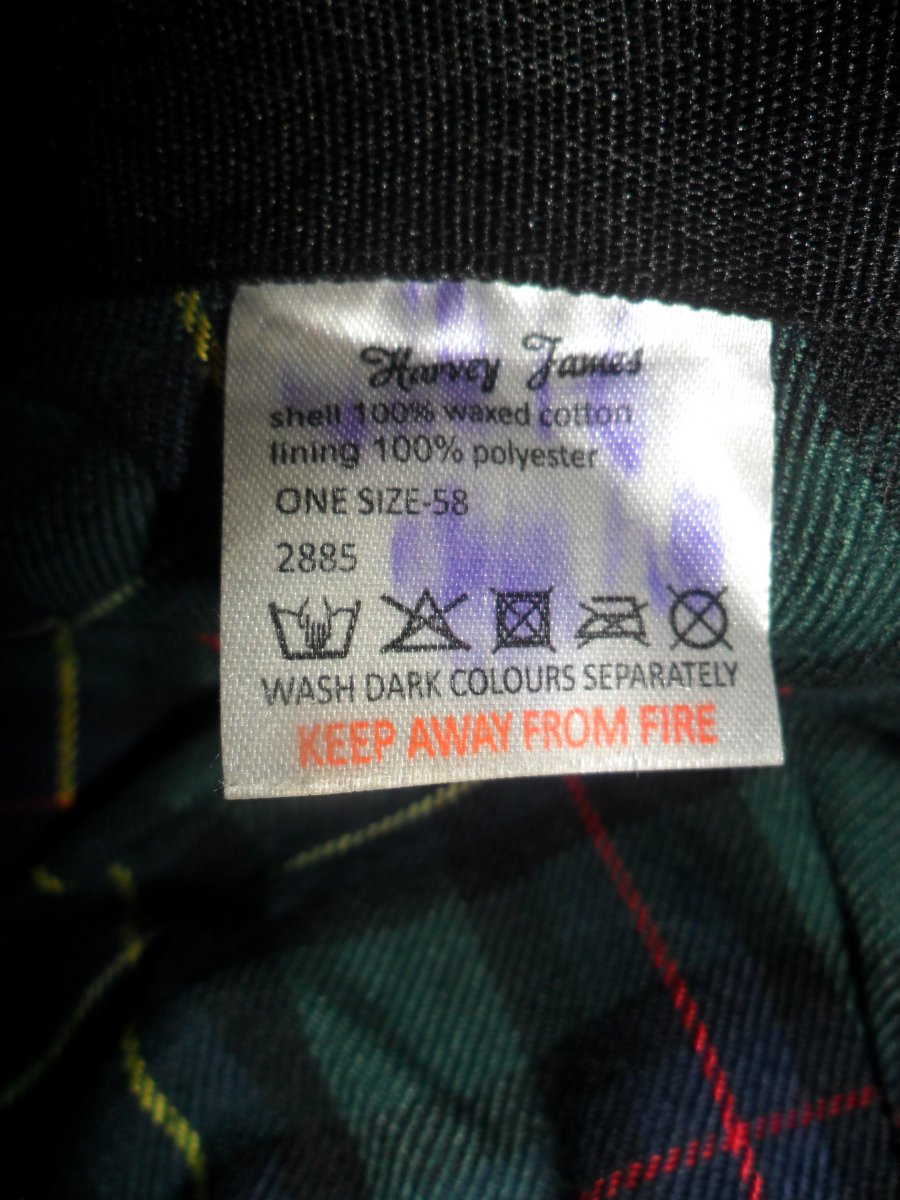 Harvey James
shell 100% waxed cotton
lining 100% polyester
ONE SIZE-58
2885
WASH DARK COLOURS SEPARATELY
KEEP AWAY FROM FIRE